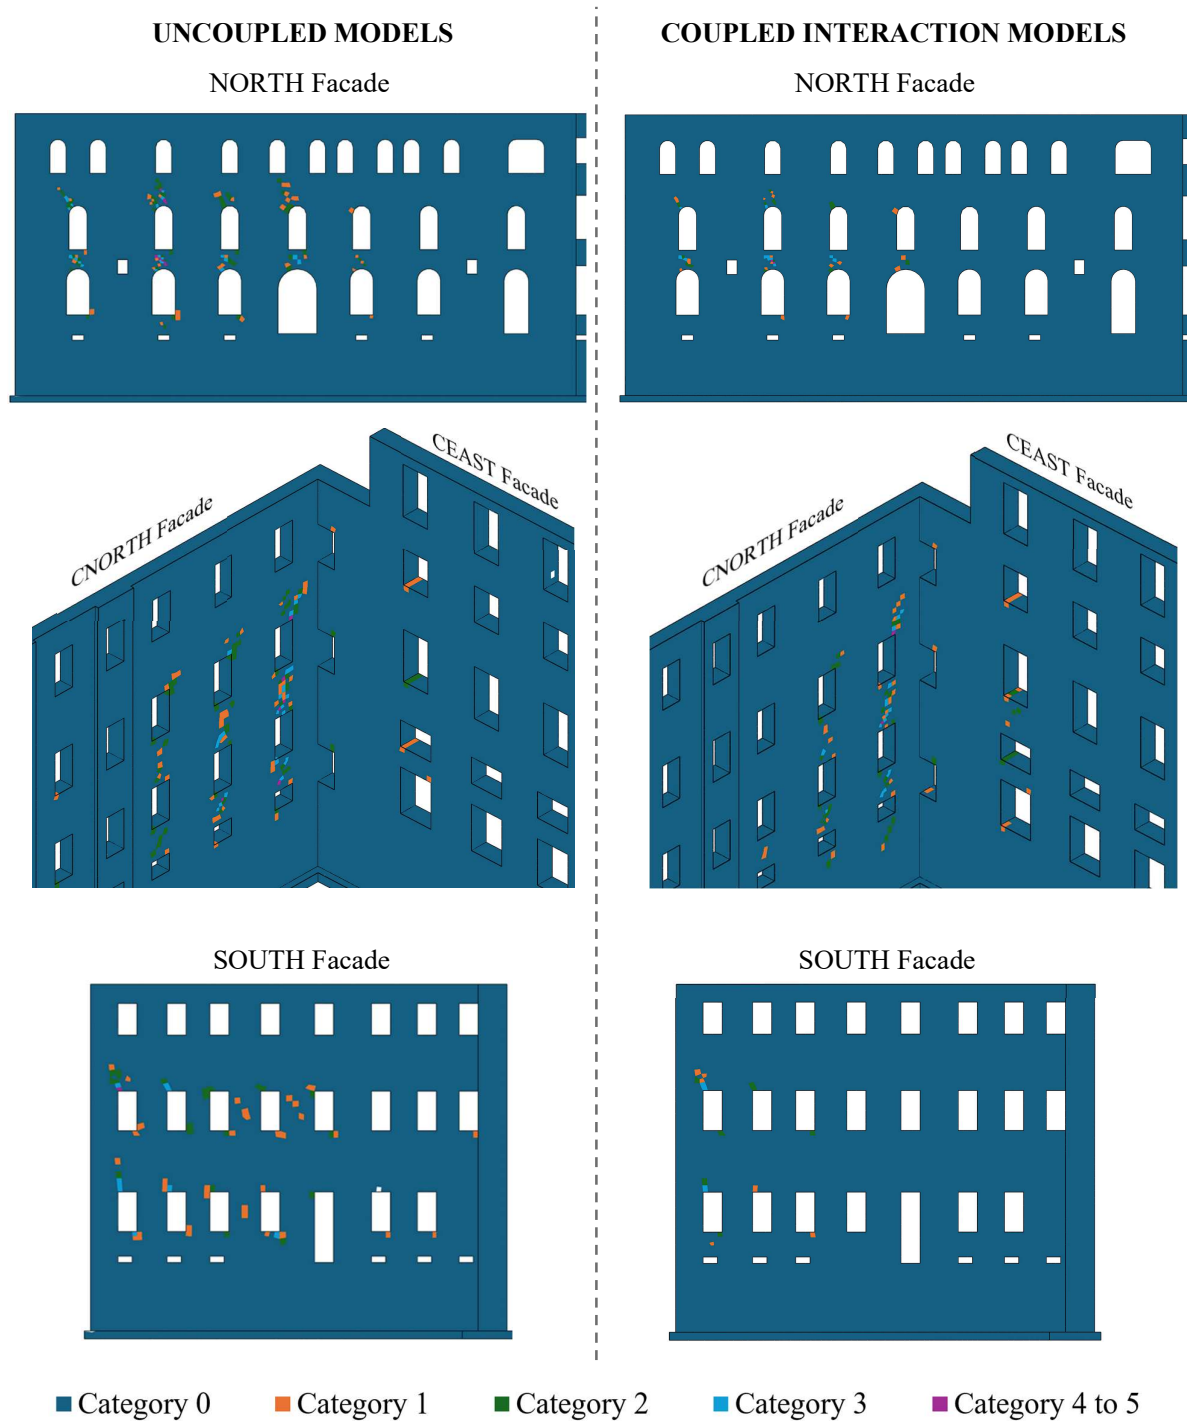 UNCOUPLED MODELS
COUPLED INTERACTION MODELS
NORTH Facade
NORTH Facade
CNORTH Facade
CEAST Facade
CNORTH Facade
CEAST Facade
SOUTH Facade
SOUTH Facade
Category 0 Category 1 Category 2 Category 3 Category 4 to 5